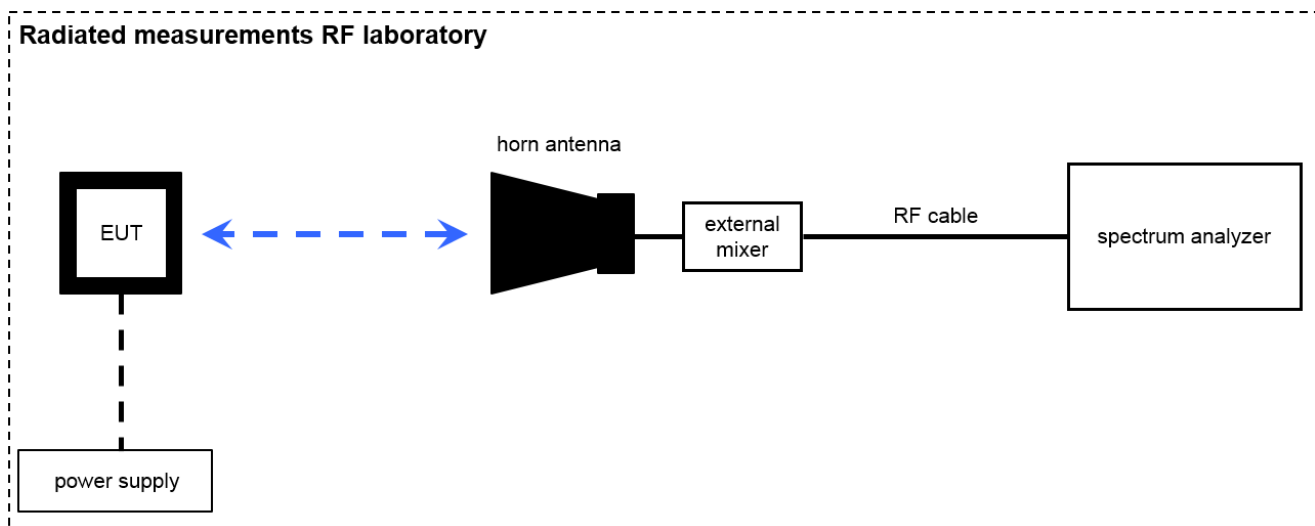 Radiated measurements RF laboratory
horn antenna
EUT
external
mixer
RF cable
spectrum analyzer
power supply